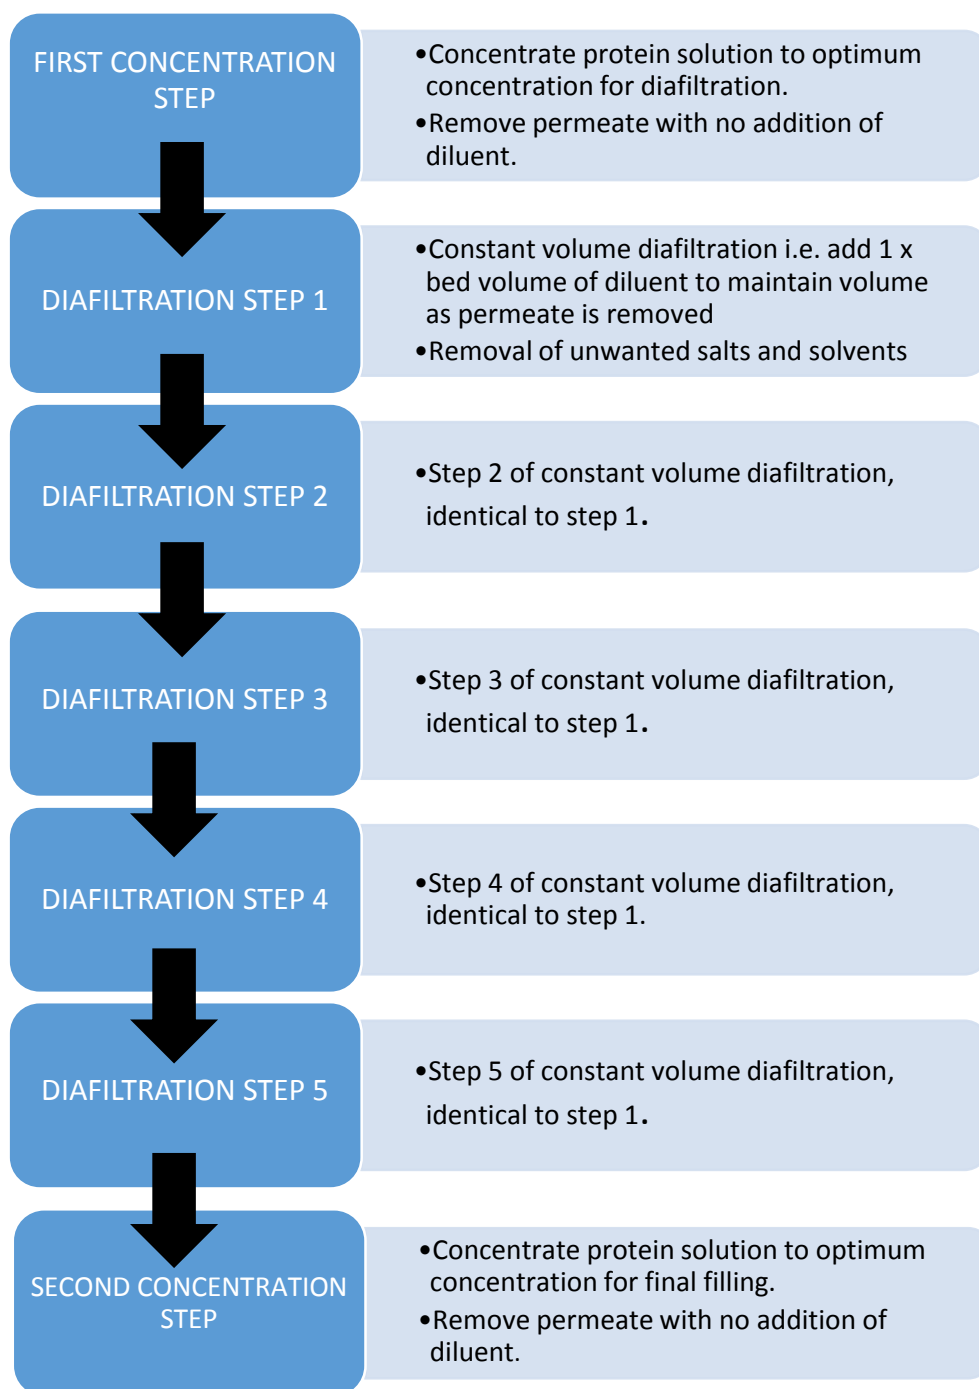 FIRST CONCENTRATION
STEP
•Concentrate protein solution to optimum
concentration for diafiltration.
•Remove permeate with no addition of
diluent.
DIAFILTRATION STEP 1
•Constant volume diafiltration i.e. add 1 x
bed volume of diluent to maintain volume
as permeate is removed
•Removal of unwanted salts and solvents
DIAFILTRATION STEP 2
•Step 2 of constant volume diafiltration,
identical to step 1.
DIAFILTRATION STEP 3
•Step 3 of constant volume diafiltration,
identical to step 1.
DIAFILTRATION STEP 4
•Step 4 of constant volume diafiltration,
identical to step 1.
DIAFILTRATION STEP 5
•Step 5 of constant volume diafiltration,
identical to step 1.
SECOND CONCENTRATION
STEP
•Concentrate protein solution to optimum
concentration for final filling.
•Remove permeate with no addition of
diluent.